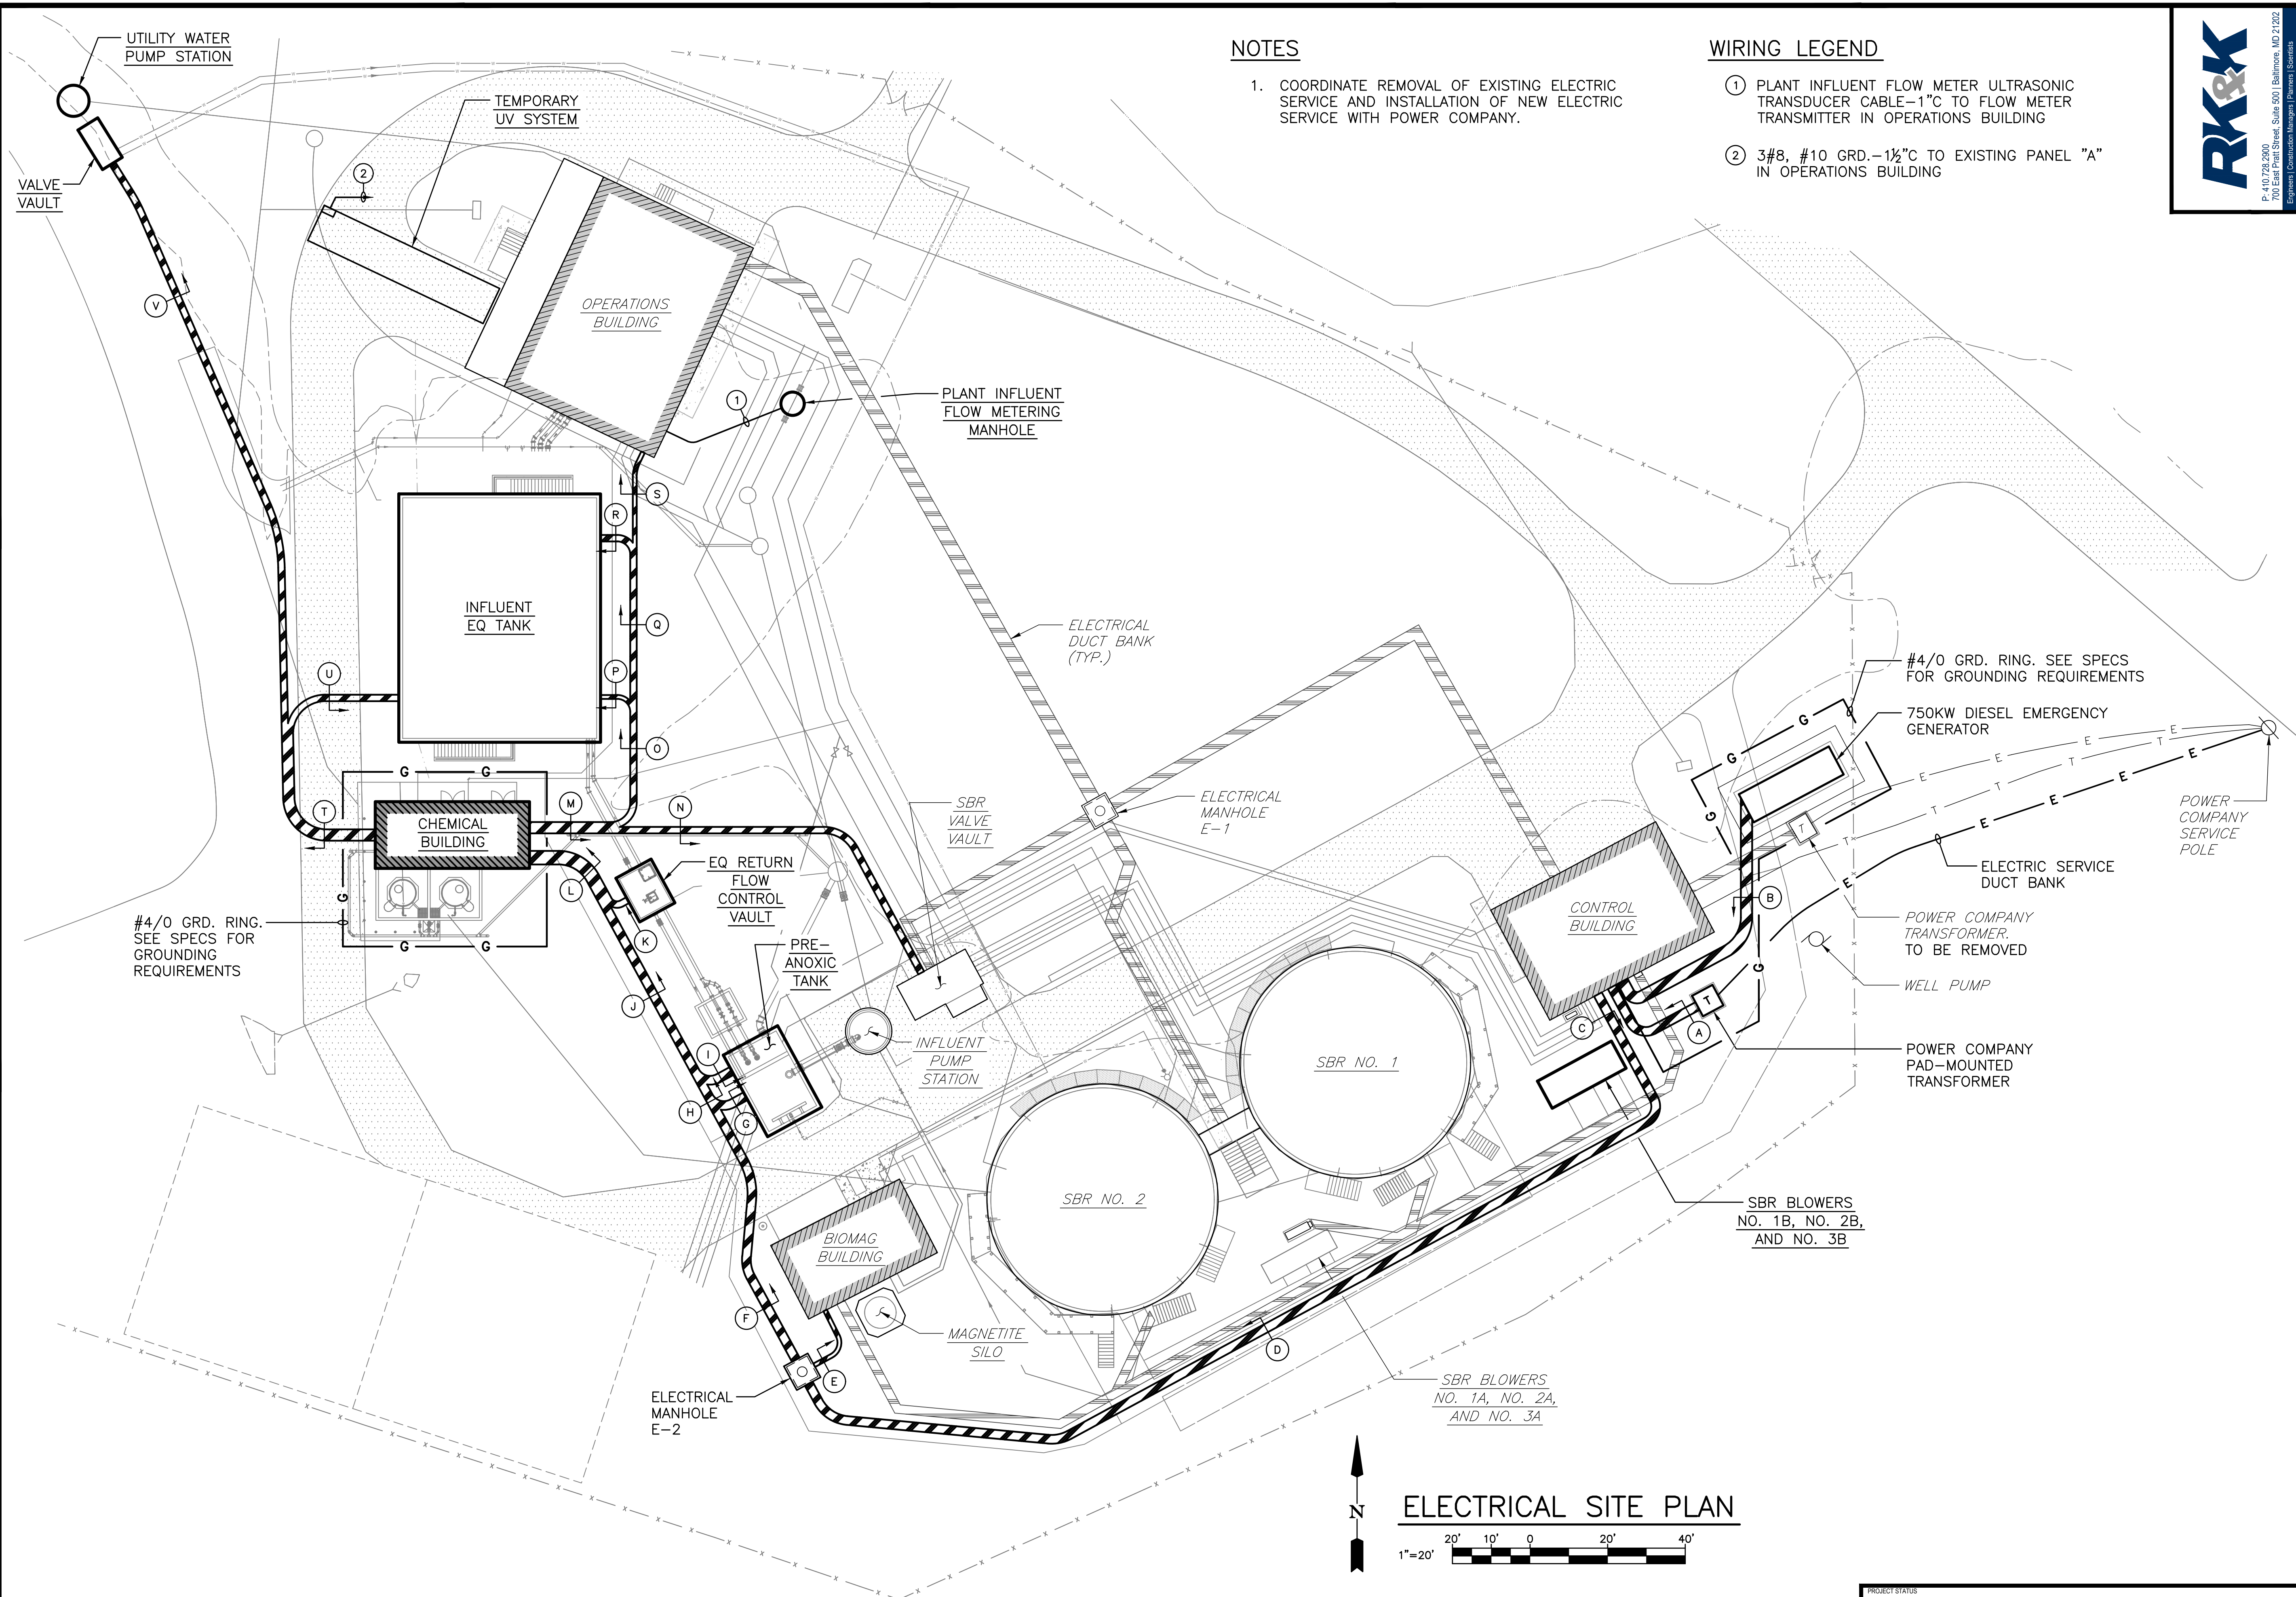 UTILITY WATER
PUMP STATION
VALVE
VAULT
TEMPORARY
UV SYSTEM
2
V
OPERATIONS
BUILDING
NOTES
1. COORDINATE REMOVAL OF EXISTING ELECTRIC
SERVICE AND INSTALLATION OF NEW ELECTRIC
SERVICE WITH POWER COMPANY.
WIRING LEGEND
1 PLANT INFLUENT FLOW METER ULTRASONIC
TRANSDUCER CABLE-1"C TO FLOW METER
TRANSMITTER IN OPERATIONS BUILDING
2 3#8, #10 GRD.-1½"C TO EXISTING PANEL "A"
IN OPERATIONS BUILDING
RK&K
P: 410.728.2900
700 East Pratt Street, Suite 500 | Baltimore, MD 21202
Engineers | Construction Managers | Planners | Scientists
1
PLANT INFLUENT
FLOW METERING
MANHOLE
S
R
Q
P
O
INFLUENT
EQ TANK
U
ELECTRICAL
DUCT BANK
(TYP.)
G G
T
CHEMICAL
BUILDING
M
N
L
K
G
G G
#4/0 GRD. RING.
SEE SPECS FOR
GROUNDING
REQUIREMENTS
EQ RETURN
FLOW
CONTROL
VAULT
PRE-
ANOXIC
TANK
SBR
VALVE
VAULT
ELECTRICAL
MANHOLE
E-1
J
I
H
G
INFLUENT
PUMP
STATION
SBR NO. 1
SBR NO. 2
BIOMAG
BUILDING
F
E
MAGNETITE
SILO
ELECTRICAL
MANHOLE
E-2
D
SBR BLOWERS
NO. 1A, NO. 2A,
AND NO. 3A
CONTROL
BUILDING
#4/0 GRD. RING. SEE SPECS
FOR GROUNDING REQUIREMENTS
750KW DIESEL EMERGENCY
GENERATOR
G
G
G
G
E E E E
T T T T
E E E E E
T
T
B
C
A
POWER
COMPANY
SERVICE
POLE
ELECTRIC SERVICE
DUCT BANK
POWER COMPANY
TRANSFORMER.
TO BE REMOVED
WELL PUMP
POWER COMPANY
PAD-MOUNTED
TRANSFORMER
SBR BLOWERS
NO. 1B, NO. 2B,
AND NO. 3B
N
ELECTRICAL SITE PLAN
1"=20'
20' 10' 0 20' 40'
PROJECT STATUS